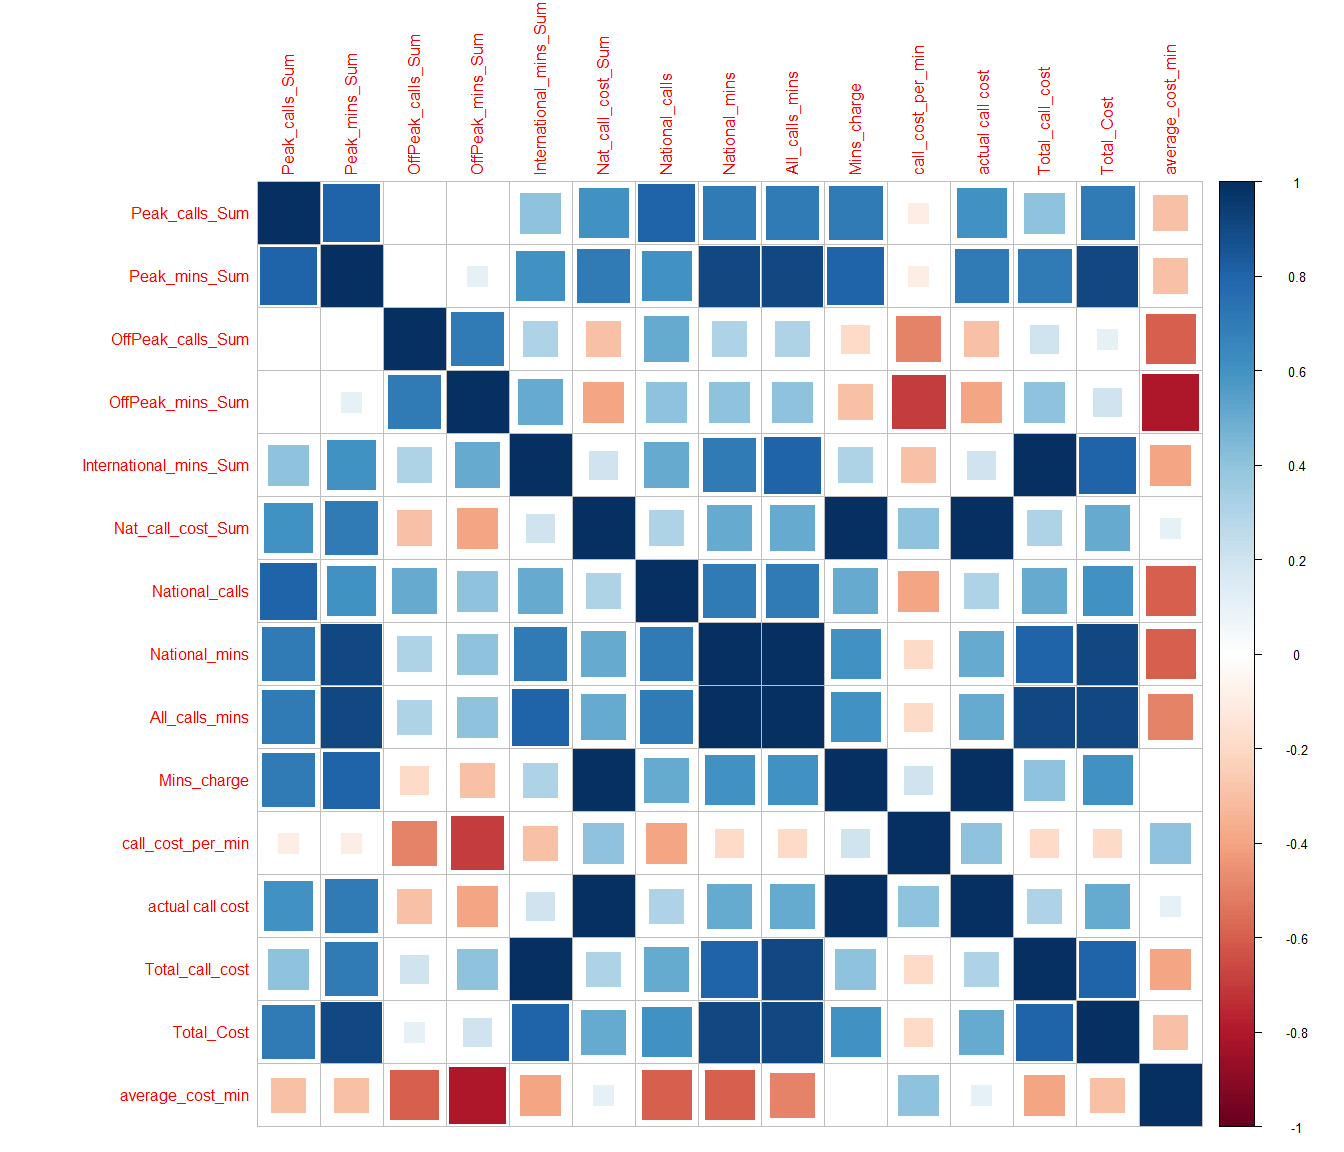 Peak_calls_Sum
Peak_mins_Sum
OffPeak_calls_Sum
OffPeak_mins_Sum
International_mins_Sum
Nat_call_cost_Sum
National_calls
National_mins
All_calls_mins
Mins_charge
call_cost_per_min
actual call cost
Total_call_cost
Total_Cost
average_cost_min
Peak_calls_Sum
Peak_mins_Sum
OffPeak_calls_Sum
OffPeak_mins_Sum
International_mins_Sum
Nat_call_cost_Sum
National_calls
National_mins
All_calls_mins
Mins_charge
call_cost_per_min
actual call cost
Total_call_cost
Total_Cost
average_cost_min
1
0.8
0.6
0.4
0.2
0
-0.2
-0.4
-0.6
-0.8
-1